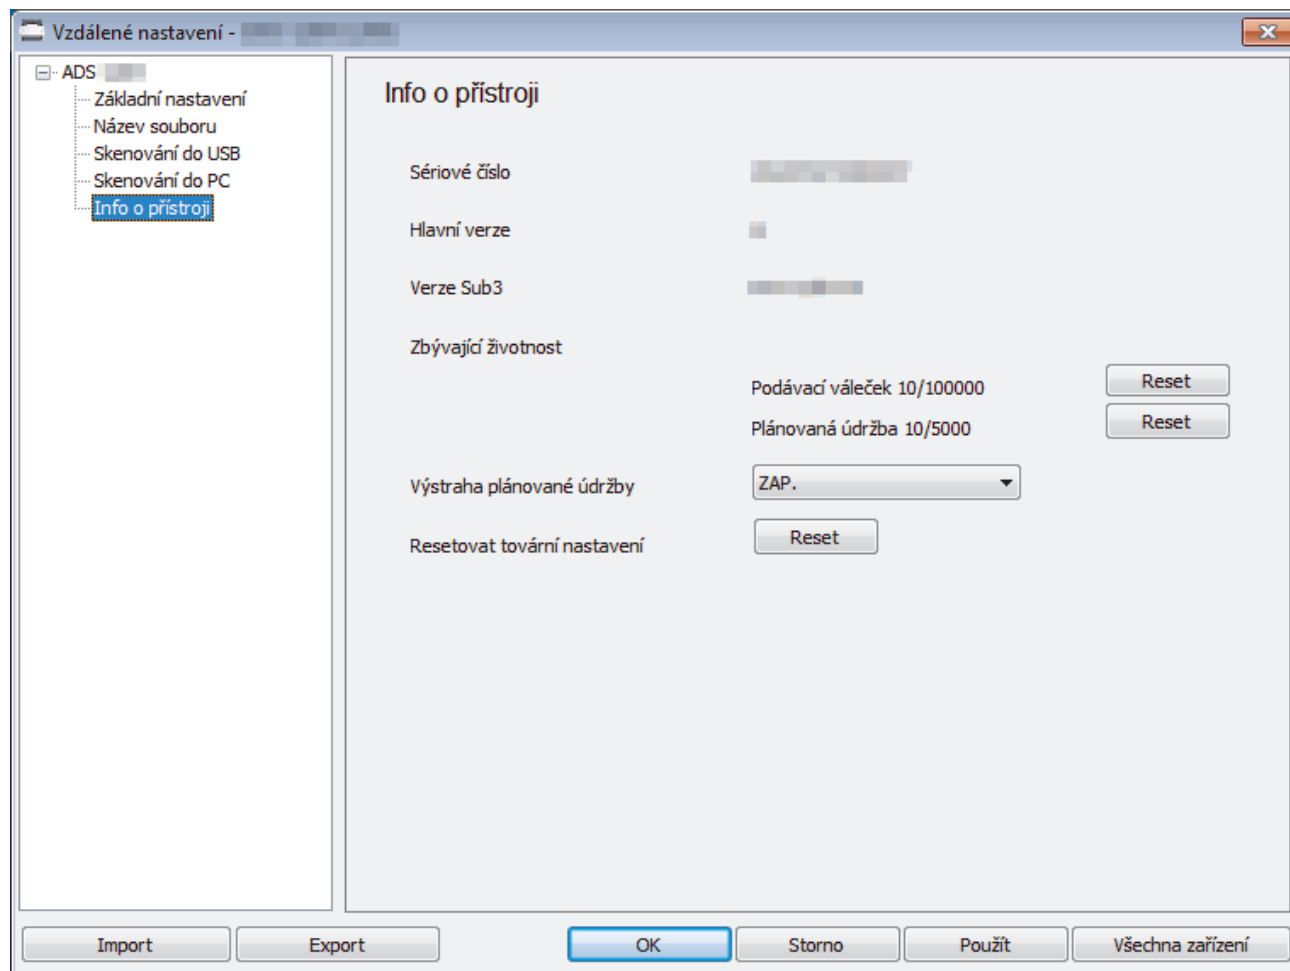 Vzdálené nastavení -
ADS
Základní nastavení
Název souboru
Skenování do USB
Skenování do PC
Info o přístroji
Info o přístroji
Sériové číslo
Hlavní verze
Verze Sub3
Zbývající životnost
Podávací váleček 10/100000 Reset
Plánovaná údržba 10/5000 Reset
Výstraha plánované údržby ZAP.
Resetovat tovární nastavení Reset
Import Export OK Storno Použít Všechna zařízení